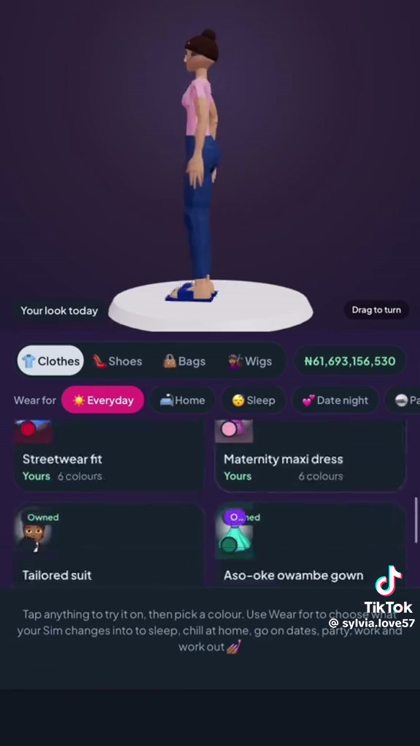 Your look today
Drag to turn
Clothes
Shoes
Bags
Wigs
₦61,693,156,530
Wear for
Everyday
Home
Sleep
Date night
Streetwear fit
Yours 6 colours
Maternity maxi dress
Yours 6 colours
Owned
Tailored suit
Aso-oke owambe gown
Tap anything to try it on, then pick a colour. Use Wear for to choose what
your Sim changes into to sleep, chill at home, go on dates, party, work and
work out
TikTok
@ sylvia.love57